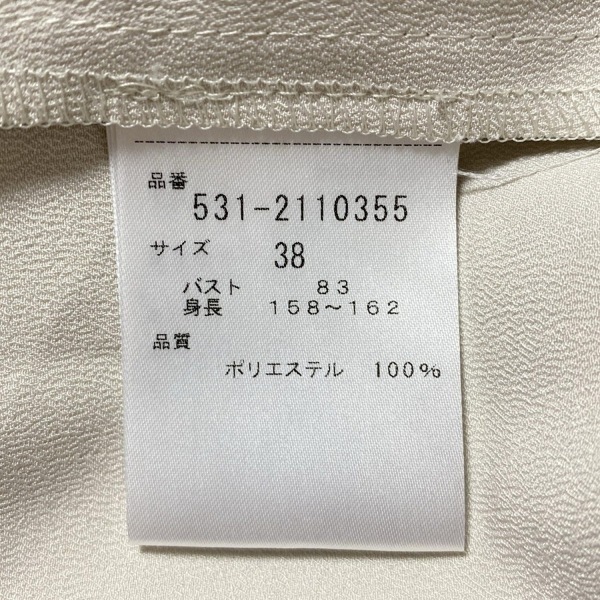 品番
531-2110355
サイズ 38
バスト 83
身長 158～162
品質
ポリエステル 100%